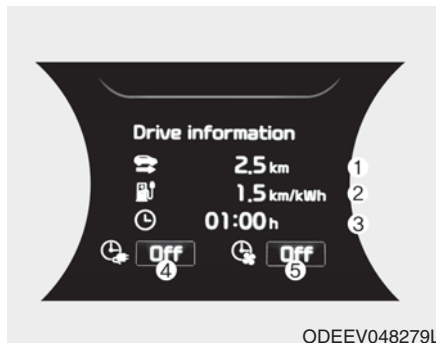 Drive information
2.5 km ①
1.5 km/kWh ②
01:00 h ③
Off Off
④ ⑤
ODEEV048279L